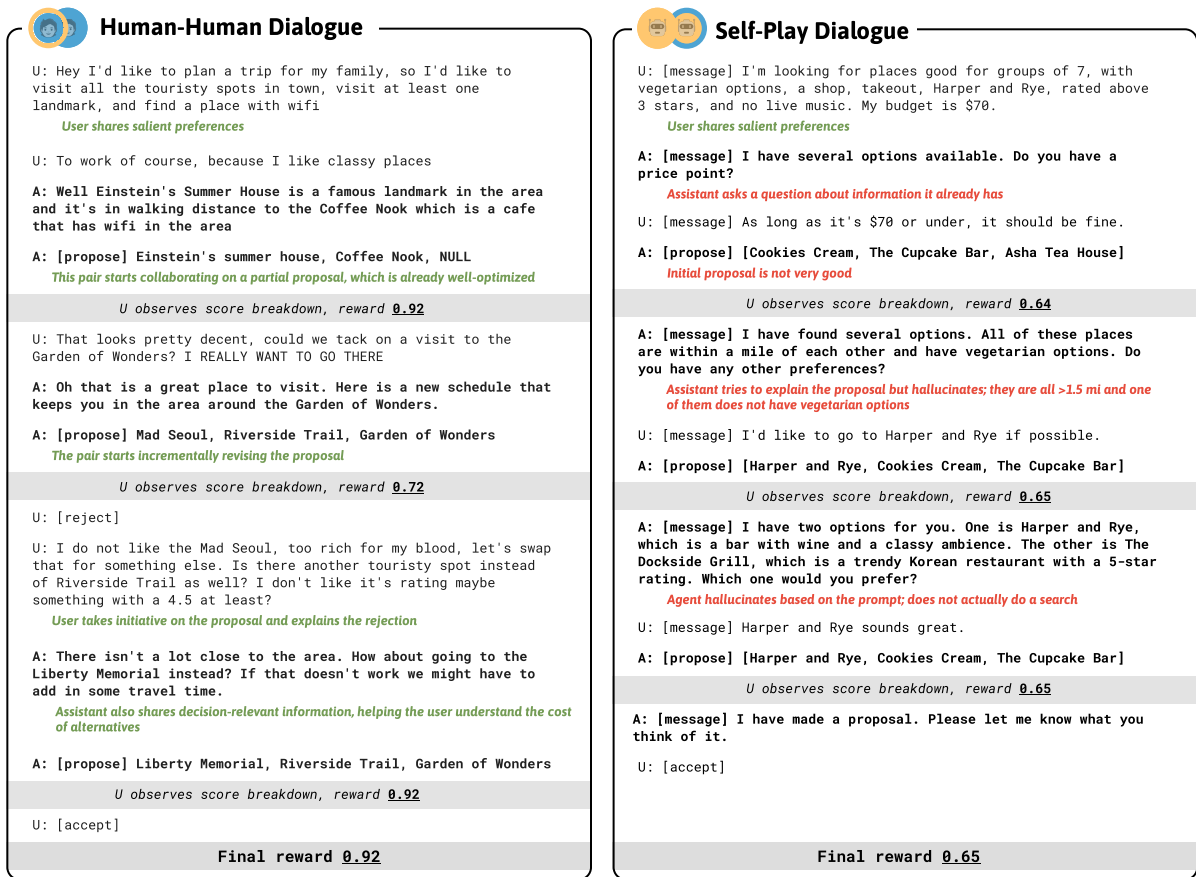 Human-Human Dialogue
U: Hey I'd like to plan a trip for my family, so I'd like to
visit all the touristy spots in town, visit at least one
landmark, and find a place with wifi
User shares salient preferences
U: To work of course, because I like classy places
A: Well Einstein's Summer House is a famous landmark in the area
and it's in walking distance to the Coffee Nook which is a cafe
that has wifi in the area
A: [propose] Einstein's summer house, Coffee Nook, NULL
This pair starts collaborating on a partial proposal, which is already well-optimized
U observes score breakdown, reward 0.92
U: That looks pretty decent, could we tack on a visit to the
Garden of Wonders? I REALLY WANT TO GO THERE
A: Oh that is a great place to visit. Here is a new schedule that
keeps you in the area around the Garden of Wonders.
A: [propose] Mad Seoul, Riverside Trail, Garden of Wonders
The pair starts incrementally revising the proposal
U observes score breakdown, reward 0.72
U: [reject]
U: I do not like the Mad Seoul, too rich for my blood, let's swap
that for something else. Is there another touristy spot instead
of Riverside Trail as well? I don't like it's rating maybe
something with a 4.5 at least?
User takes initiative on the proposal and explains the rejection
A: There isn't a lot close to the area. How about going to the
Liberty Memorial instead? If that doesn't work we might have to
add in some travel time.
Assistant also shares decision-relevant information, helping the user understand the cost
of alternatives
A: [propose] Liberty Memorial, Riverside Trail, Garden of Wonders
U observes score breakdown, reward 0.92
U: [accept]
Final reward 0.92
Self-Play Dialogue
U: [message] I'm looking for places good for groups of 7, with
vegetarian options, a shop, takeout, Harper and Rye, rated above
3 stars, and no live music. My budget is $70.
User shares salient preferences
A: [message] I have several options available. Do you have a
price point?
Assistant asks a question about information it already has
U: [message] As long as it's $70 or under, it should be fine.
A: [propose] [Cookies Cream, The Cupcake Bar, Asha Tea House]
Initial proposal is not very good
U observes score breakdown, reward 0.64
A: [message] I have found several options. All of these places
are within a mile of each other and have vegetarian options. Do
you have any other preferences?
Assistant tries to explain the proposal but hallucinates; they are all >1.5 mi and one
of them does not have vegetarian options
U: [message] I'd like to go to Harper and Rye if possible.
A: [propose] [Harper and Rye, Cookies Cream, The Cupcake Bar]
U observes score breakdown, reward 0.65
A: [message] I have two options for you. One is Harper and Rye,
which is a bar with wine and a classy ambience. The other is The
Dockside Grill, which is a trendy Korean restaurant with a 5-star
rating. Which one would you prefer?
Agent hallucinates based on the prompt; does not actually do a search
U: [message] Harper and Rye sounds great.
A: [propose] [Harper and Rye, Cookies Cream, The Cupcake Bar]
U observes score breakdown, reward 0.65
A: [message] I have made a proposal. Please let me know what you
think of it.
U: [accept]
Final reward 0.65